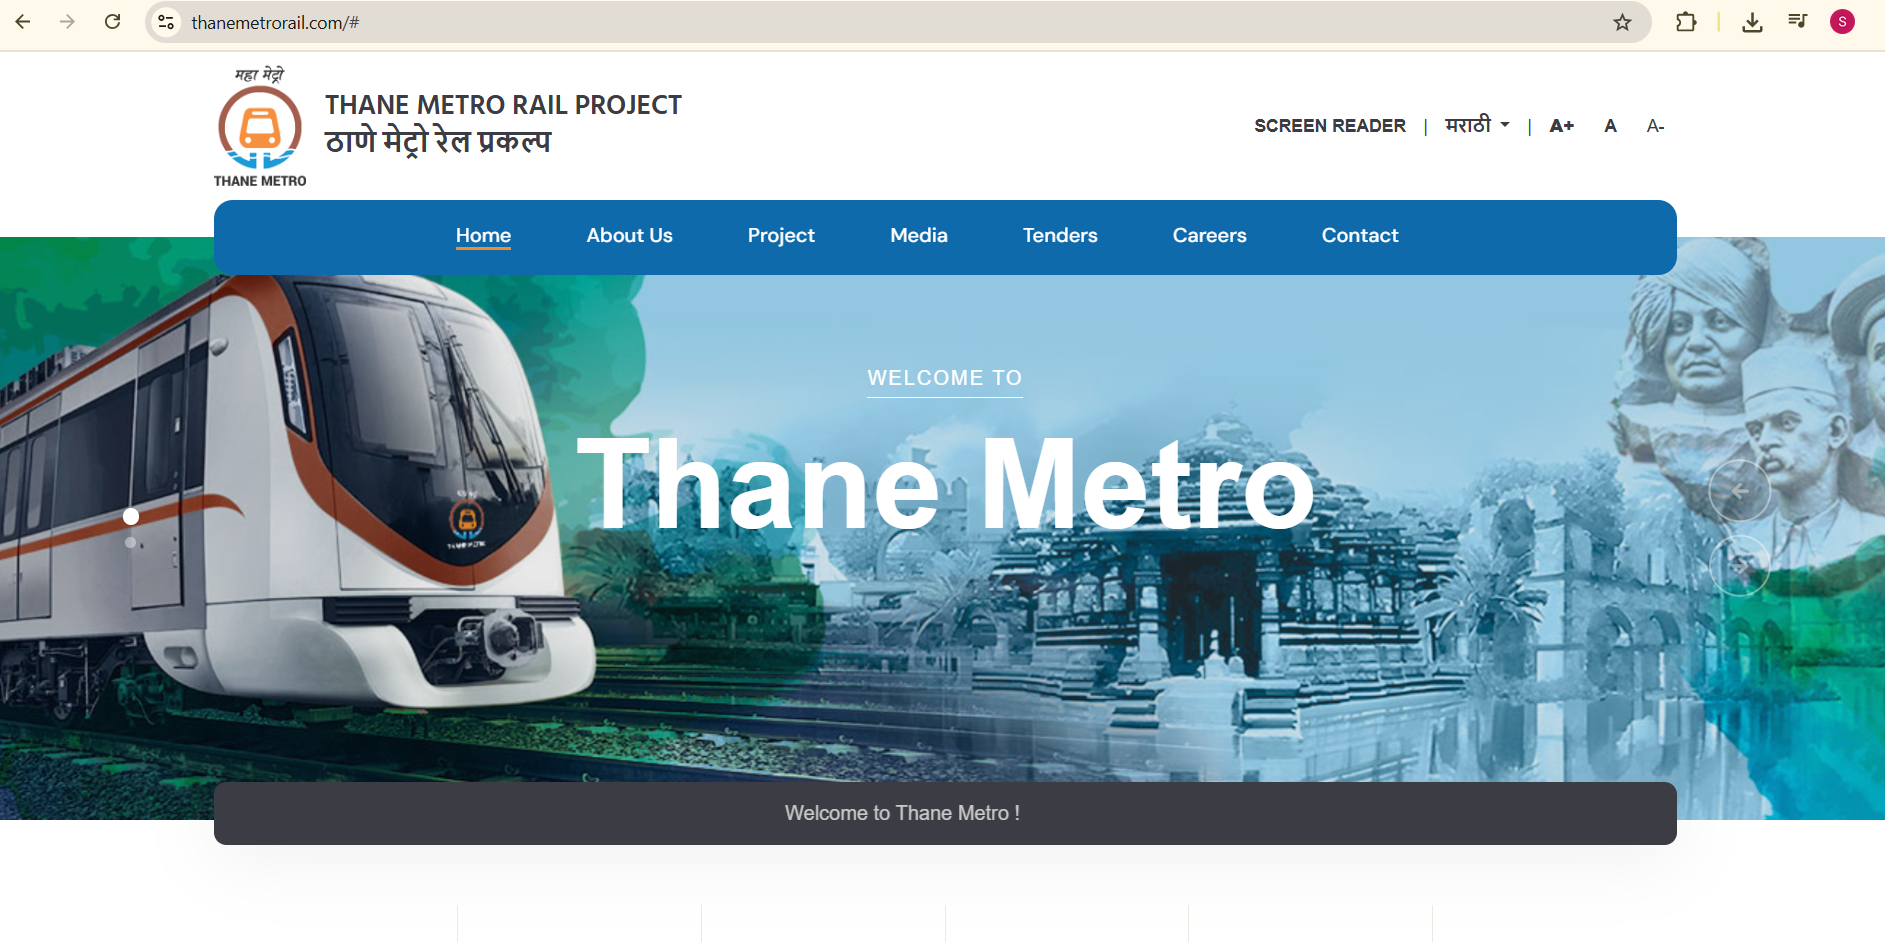 thanemetrorail.com/#
S
महा मेट्रो
THANE METRO
THANE METRO RAIL PROJECT
ठाणे मेट्रो रेल प्रकल्प
SCREEN READER | मराठी | A+ A A-
Home About Us Project Media Tenders Careers Contact
WELCOME TO
Thane Metro
Welcome to Thane Metro !